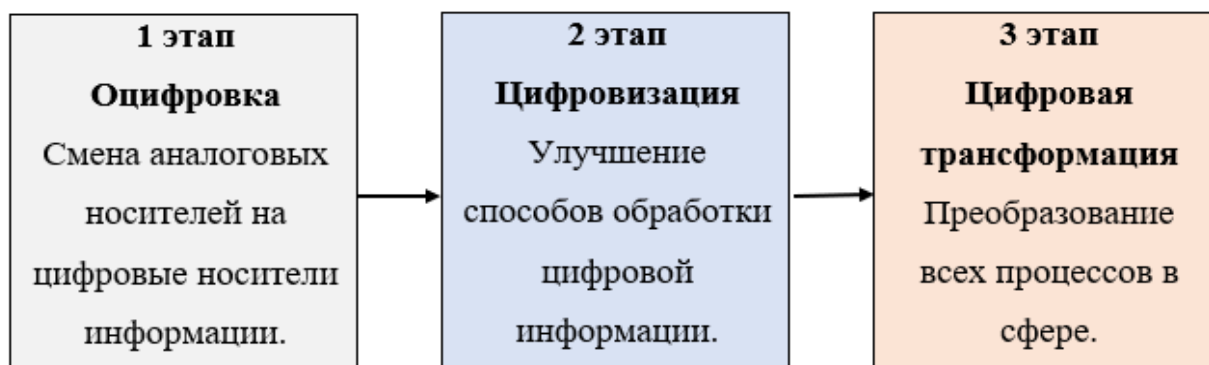 1 этап
Оцифровка
Смена аналоговых
носителей на
цифровые носители
информации.
2 этап
Цифровизация
Улучшение
способов обработки
цифровой
информации.
3 этап
Цифровая
трансформация
Преобразование
всех процессов в
сфере.